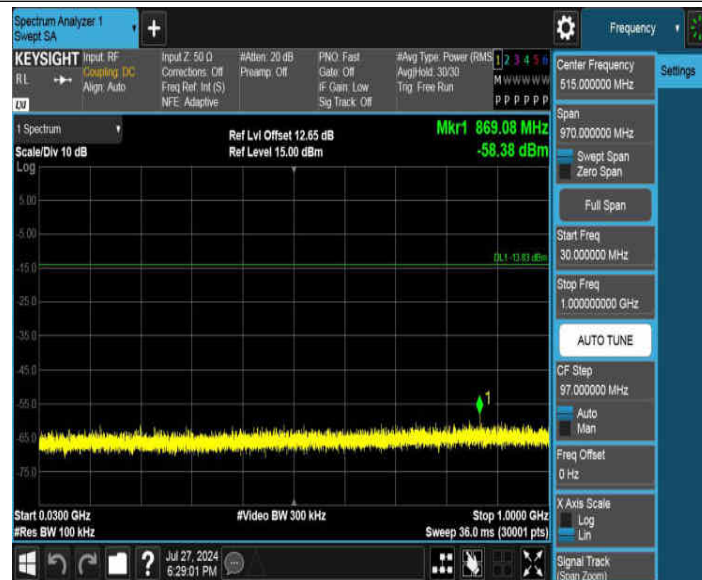 Spectrum Analyzer 1
Swept SA
+
Frequency
KEYSIGHT
RL
LXI
Input: RF
Coupling: DC
Align: Auto
Input Z: 50 Ω
Corrections: Off
Freq Ref: Int (S)
NFE: Adaptive
#Atten: 20 dB
Preamp: Off
PNO: Fast
Gate: Off
IF Gain: Low
Sig Track: Off
#Avg Type: Power (RMS
Avg|Hold: 30/30
Trig: Free Run
1 2 3 4 5 6
M W W W W W
P P P P P P
Center Frequency
515.000000 MHz
Settings
Span
970.000000 MHz
Swept Span
Zero Span
Full Span
Start Freq
30.000000 MHz
Stop Freq
1.000000000 GHz
AUTO TUNE
CF Step
97.000000 MHz
Auto
Man
Freq Offset
0 Hz
X Axis Scale
Log
Lin
Signal Track
(Span Zoom)
1 Spectrum
Scale/Div 10 dB
Log
Ref Lvl Offset 12.65 dB
Ref Level 15.00 dBm
Mkr1 869.08 MHz
-58.38 dBm
5.00
-5.00
DL1 -13.83 dBm
-15.0
-25.0
-35.0
-45.0
-55.0
1
-65.0
-75.0
Start 0.0300 GHz
#Res BW 100 kHz
#Video BW 300 kHz
Stop 1.0000 GHz
Sweep 36.0 ms (30001 pts)
?
Jul 27, 2024
6:29:01 PM